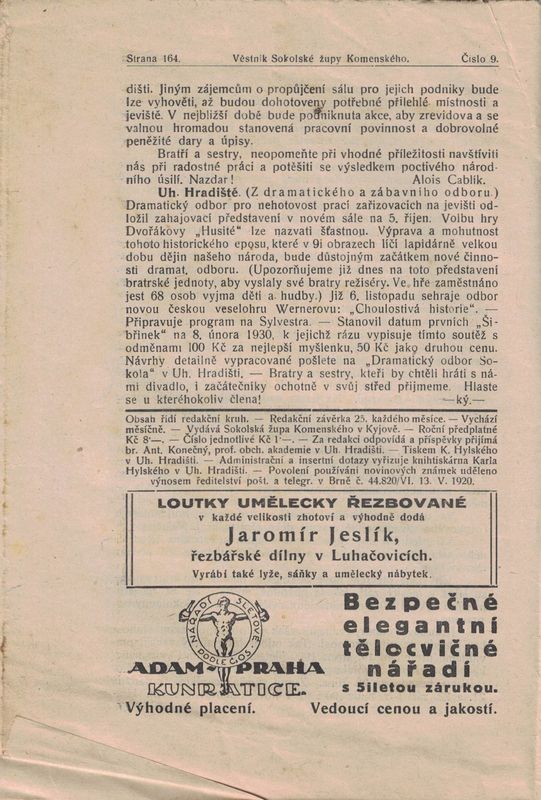 Strana 164. Věstník Sokolské župy Komenského. Číslo 9.
dišti. Jiným zájemcům o propůjčení sálu pro jejich podniky bude
lze vyhověti, až budou dohotoveny potřebné přilehlé místnosti a
jeviště. V nejbližší době bude podniknuta akce, aby zrevidova a se
valnou hromadou stanovená pracovní povinnost a dobrovolné
peněžité dary a úpisy.
Bratří a sestry, neopomeňte při vhodné příležitosti navštíviti
nás při radostné práci a potěšiti se výsledkem poctivého národ-
ního úsilí. Nazdar! Alois Cablík.
Uh. Hradiště. (Z dramatického a zábavního odboru.)
Dramatický odbor pro nehotovost prací zařizovacích na jevišti od-
ložil zahajovací představení v novém sále na 5. říjen. Volbu hry
Dvořákovy „Husité" lze nazvati šťastnou. Výprava a mohutnost
tohoto historického eposu, které v 9i obrazech líčí lapidárně velkou
dobu dějin našeho národa, bude důstojným začátkem nové činno-
sti dramat. odboru. (Upozorňujeme již dnes na toto představení
bratrské jednoty, aby vyslaly své bratry režiséry. Ve hře zaměstnáno
jest 68 osob vyjma děti a hudby.) Již 6. listopadu sehraje odbor
novou českou veselohru Wernerovu: „Choulostivá historie". —
Připravuje program na Sylvestra. — Stanovil datum prvních „Ši-
břinek" na 8. února 1930, k jejichž rázu vypisuje tímto soutěž s
odměnami 100 Kč za nejlepší myšlenku, 50 Kč jako druhou cenu.
Návrhy detailně vypracované pošlete na „Dramatický odbor So-
kola" v Uh. Hradišti. — Bratry a sestry, kteří by chtěli hráti s ná-
mi divadlo, i začátečníky ochotně v svůj střed přijmeme. Hlaste
se u kteréhokoliv člena! —ký.—
Obsah řídí redakční kruh. — Redakční závěrka 25. každého měsíce. — Vychází
měsíčně. — Vydává Sokolská župa Komenského v Kyjově. — Roční předplatné
Kč 8'—. — Číslo jednotlivé Kč 1'—. — Za redakci odpovídá a příspěvky přijímá
br. Ant. Konečný, prof. obch. akademie v Uh. Hradišti. — Tiskem K. Hylského
v Uh. Hradišti. — Administrační a insertní dotazy vyřizuje knihtiskárna Karla
Hylského v Uh. Hradišti. — Povolení používání novinových známek uděleno
výnosem ředitelství pošt. a telegr. v Brně č. 44.820/VI. 13. V. 1920.
LOUTKY UMĚLECKY ŘEZBOVANÉ
v každé velikosti zhotoví a výhodně dodá
Jaromír Jeslík,
řezbářské dílny v Luhačovicích.
Vyrábí také lyže, sáňky a umělecký nábytek.
NÁŘADÍ SLETOVÉ
PODLE ČOS.
ADAM-PRAHA
KUNRATICE.
Výhodné placení.
Bezpečné
elegantní
tělocvičné
nářadí
s 5iletou zárukou.
Vedoucí cenou a jakostí.